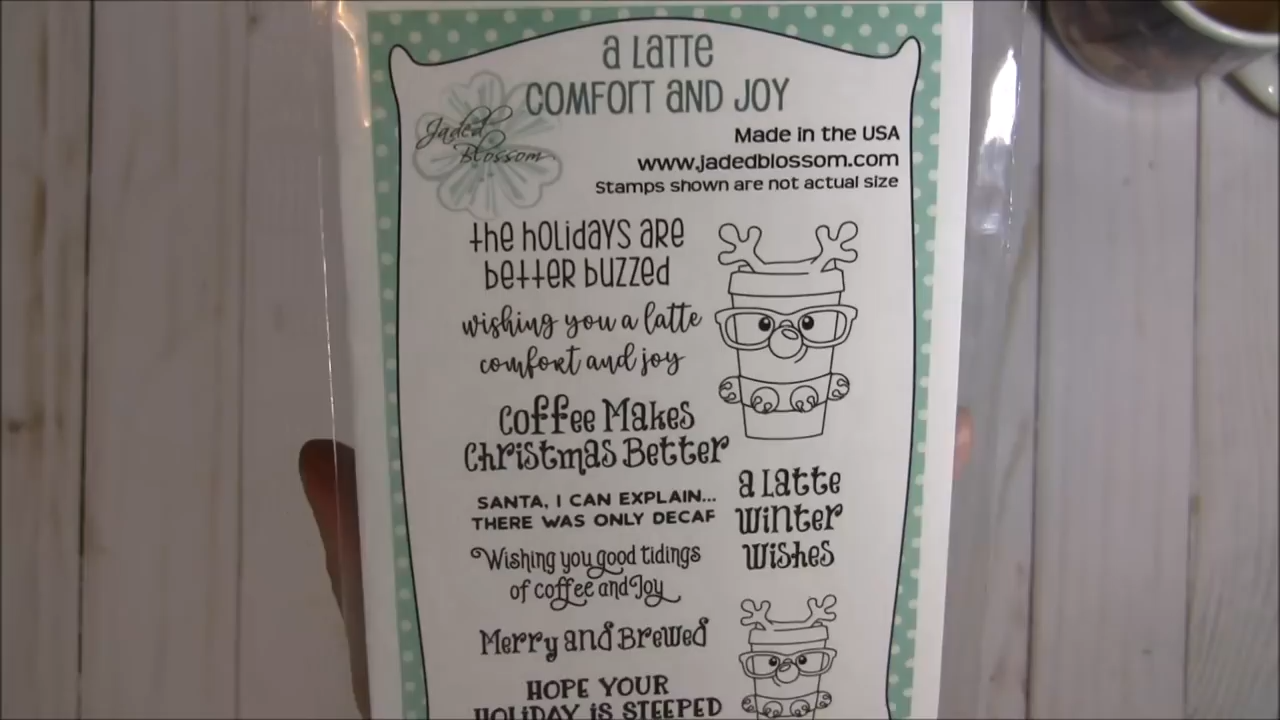 a Latte
COMFORT AND JOY
Jaded
Blossom
Made in the USA
www.jadedblossom.com
Stamps shown are not actual size
the holidays are
better buzzed
wishing you a latte
comfort and joy
Coffee Makes
Christmas Better
SANTA, I CAN EXPLAIN...
THERE WAS ONLY DECAF
a Latte
Winter
Wishes
Wishing you good tidings
of coffee and Joy
Merry and Brewed
HOPE YOUR
HOLIDAY IS STEEPED